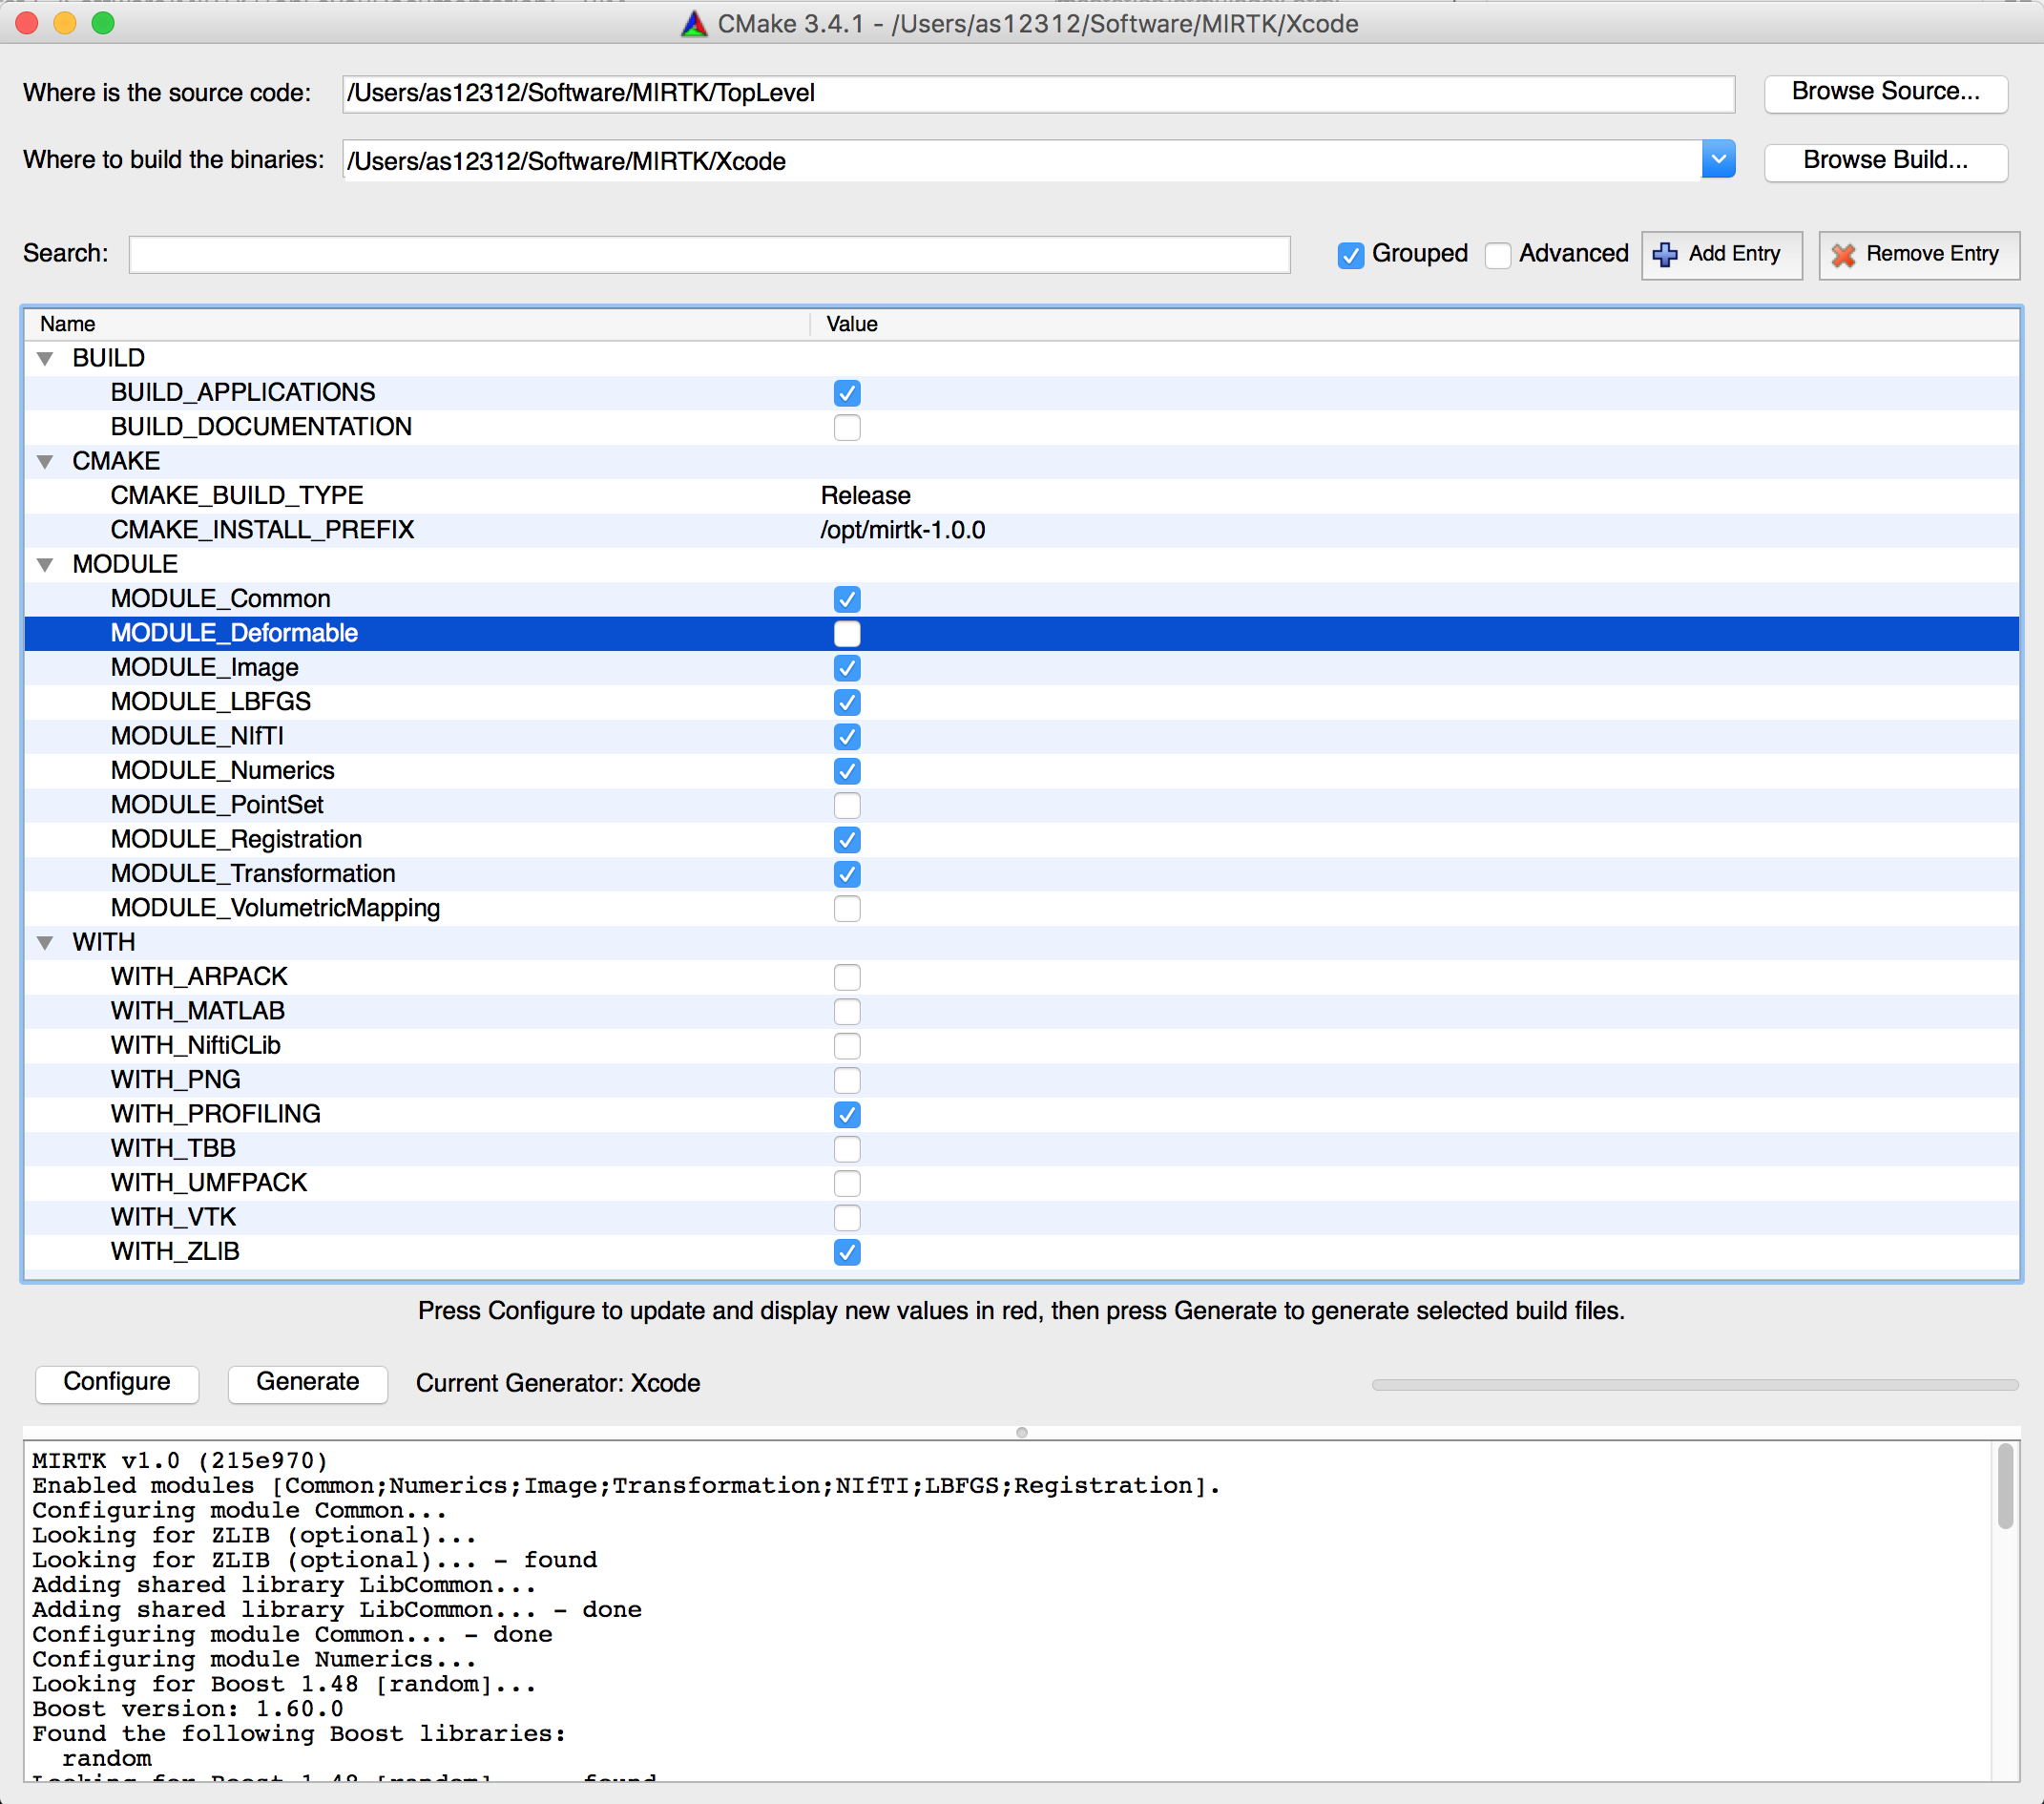 CMake 3.4.1 - /Users/as12312/Software/MIRTK/Xcode
Where is the source code: /Users/as12312/Software/MIRTK/TopLevel Browse Source...
Where to build the binaries: /Users/as12312/Software/MIRTK/Xcode Browse Build...
Search: Grouped Advanced Add Entry Remove Entry
Name Value
BUILD
BUILD_APPLICATIONS
BUILD_DOCUMENTATION
CMAKE
CMAKE_BUILD_TYPE Release
CMAKE_INSTALL_PREFIX /opt/mirtk-1.0.0
MODULE
MODULE_Common
MODULE_Deformable
MODULE_Image
MODULE_LBFGS
MODULE_NIfTI
MODULE_Numerics
MODULE_PointSet
MODULE_Registration
MODULE_Transformation
MODULE_VolumetricMapping
WITH
WITH_ARPACK
WITH_MATLAB
WITH_NiftiCLib
WITH_PNG
WITH_PROFILING
WITH_TBB
WITH_UMFPACK
WITH_VTK
WITH_ZLIB
Press Configure to update and display new values in red, then press Generate to generate selected build files.
Configure Generate Current Generator: Xcode
MIRTK v1.0 (215e970)
Enabled modules [Common;Numerics;Image;Transformation;NIfTI;LBFGS;Registration].
Configuring module Common...
Looking for ZLIB (optional)...
Looking for ZLIB (optional)... - found
Adding shared library LibCommon...
Adding shared library LibCommon... - done
Configuring module Common... - done
Configuring module Numerics...
Looking for Boost 1.48 [random]...
Boost version: 1.60.0
Found the following Boost libraries:
random
Looking for Boost 1.48 [random]... - found